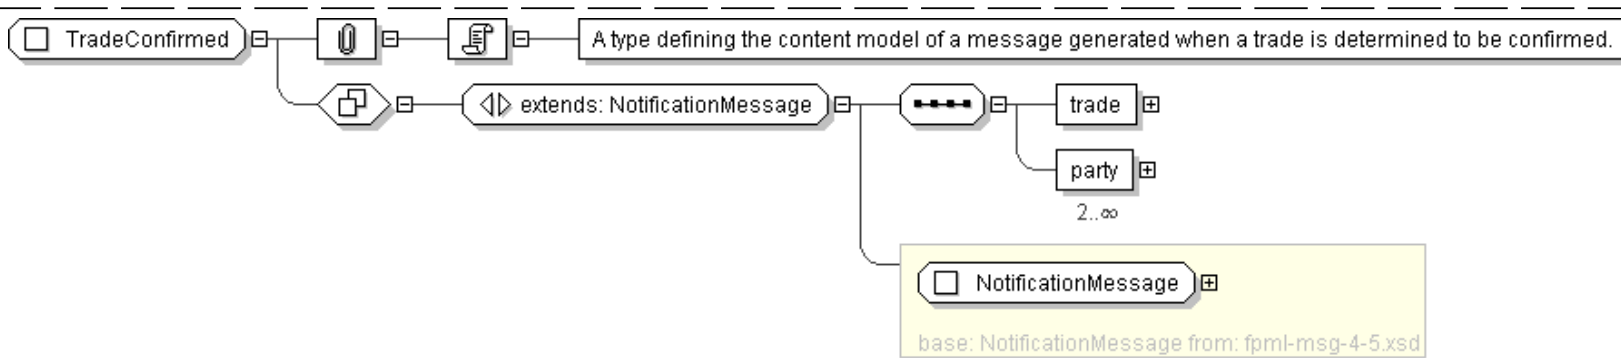 TradeConfirmed
A type defining the content model of a message generated when a trade is determined to be confirmed.
extends: NotificationMessage
trade
party
2..∞
NotificationMessage
base: NotificationMessage from: fpml-msg-4-5.xsd